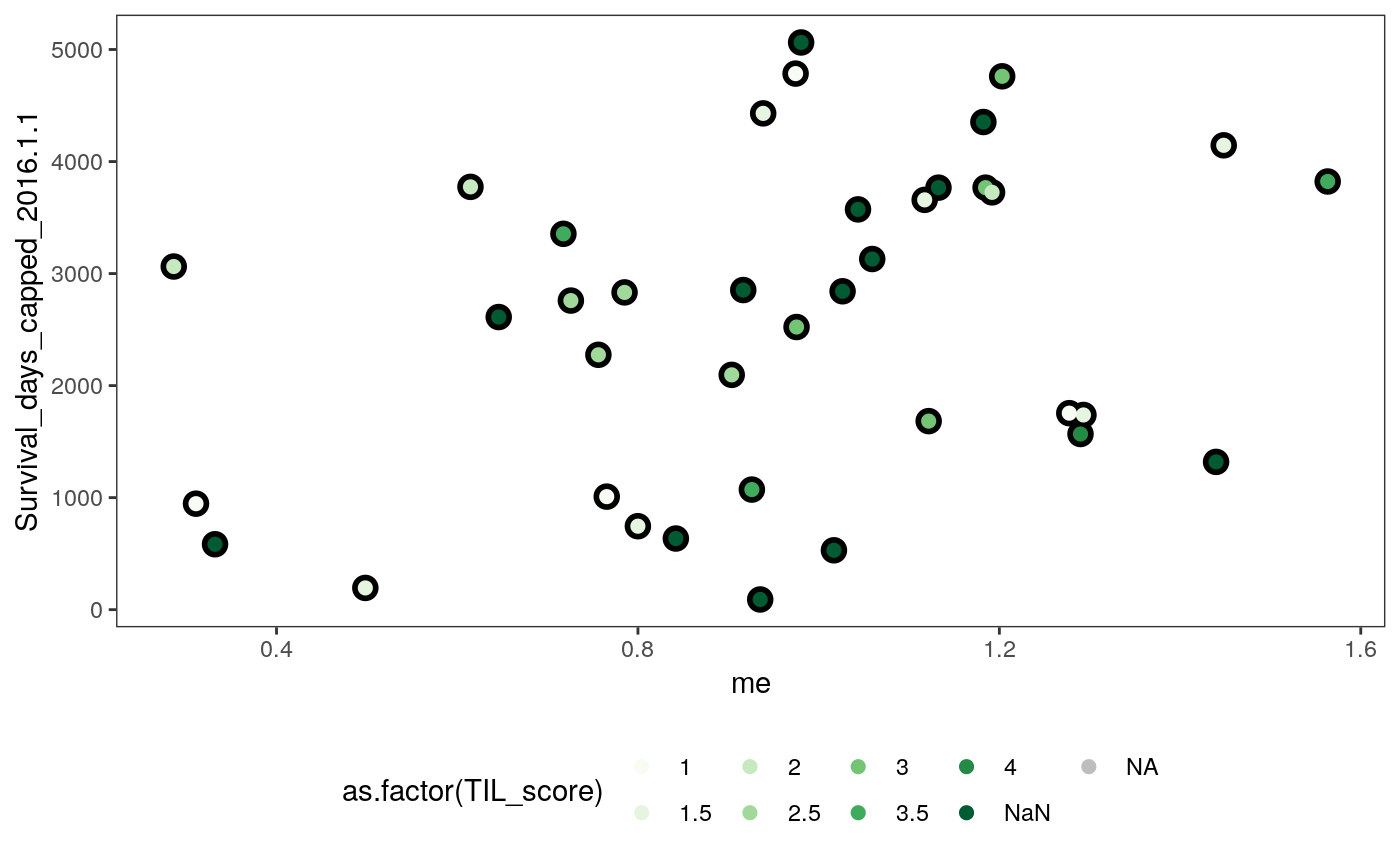 5000
4000
3000
2000
1000
0
Survival_days_capped_2016.1.1
0.4 0.8 1.2 1.6
me
as.factor(TIL_score)
1 2 3 4 NA
1.5 2.5 3.5 NaN